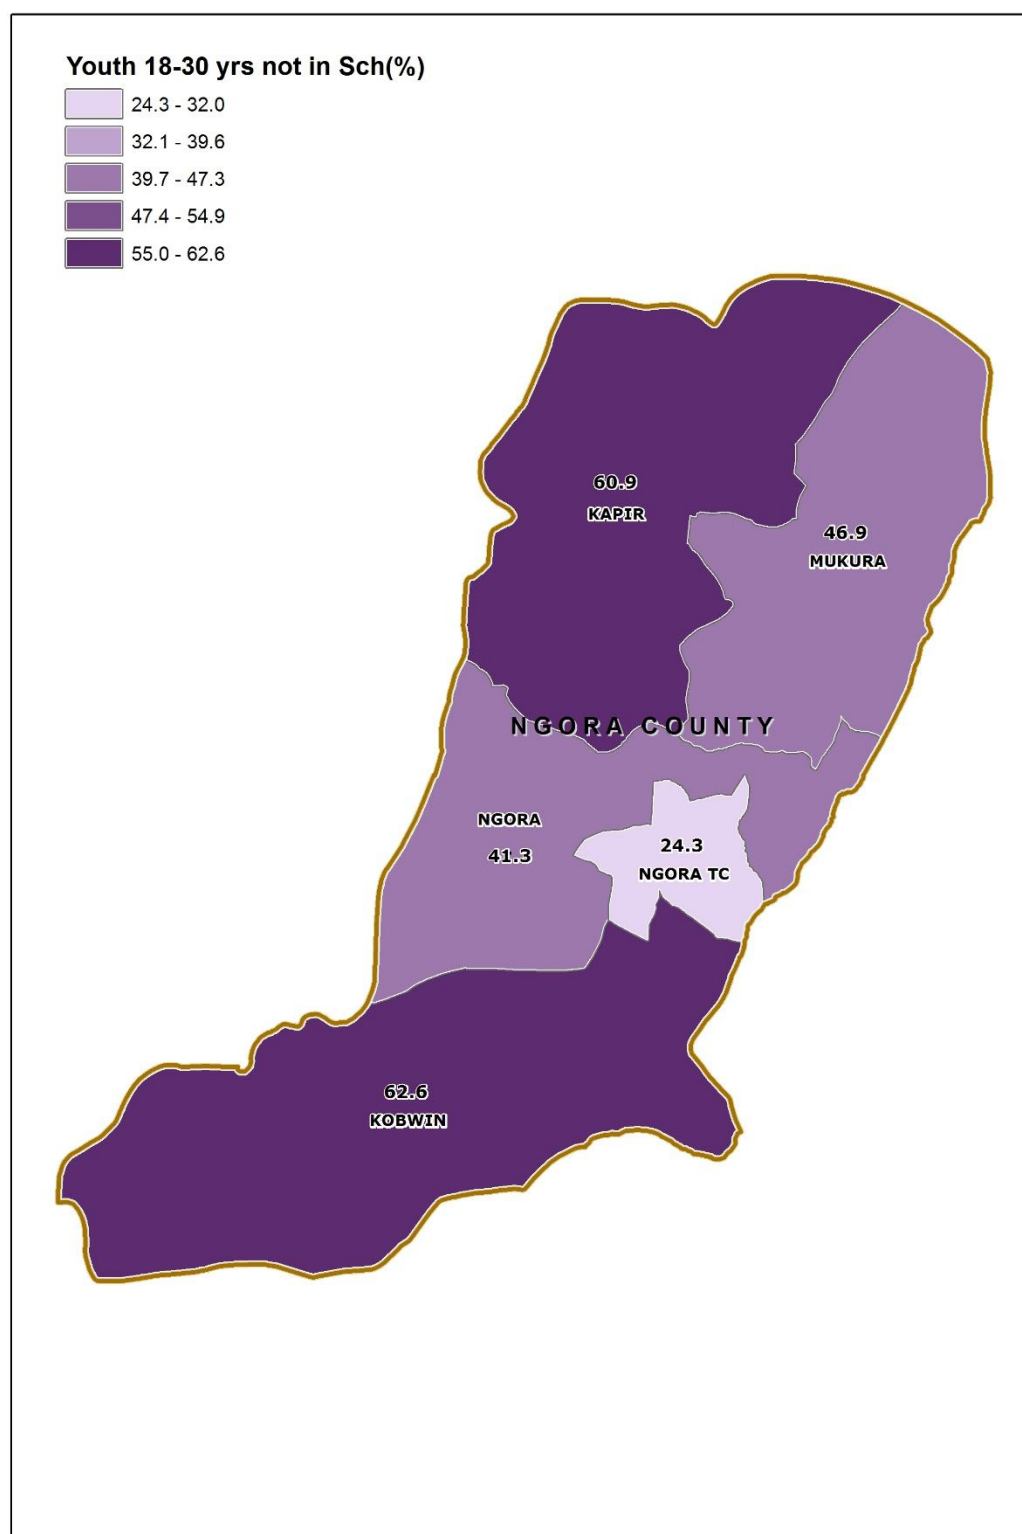 Youth 18-30 yrs not in Sch(%)
24.3 - 32.0
32.1 - 39.6
39.7 - 47.3
47.4 - 54.9
55.0 - 62.6
60.9
KAPIR
46.9
MUKURA
NGORA COUNTY
NGORA
41.3
24.3
NGORA TC
62.6
KOBWIN